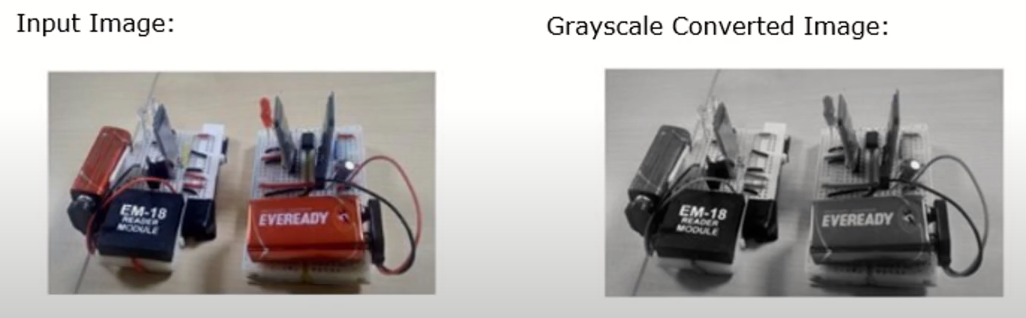 Input Image:
Grayscale Converted Image:
EM-18
READER
MODULE
EVEREADY
EM-18
READER
MODULE
EVEREADY